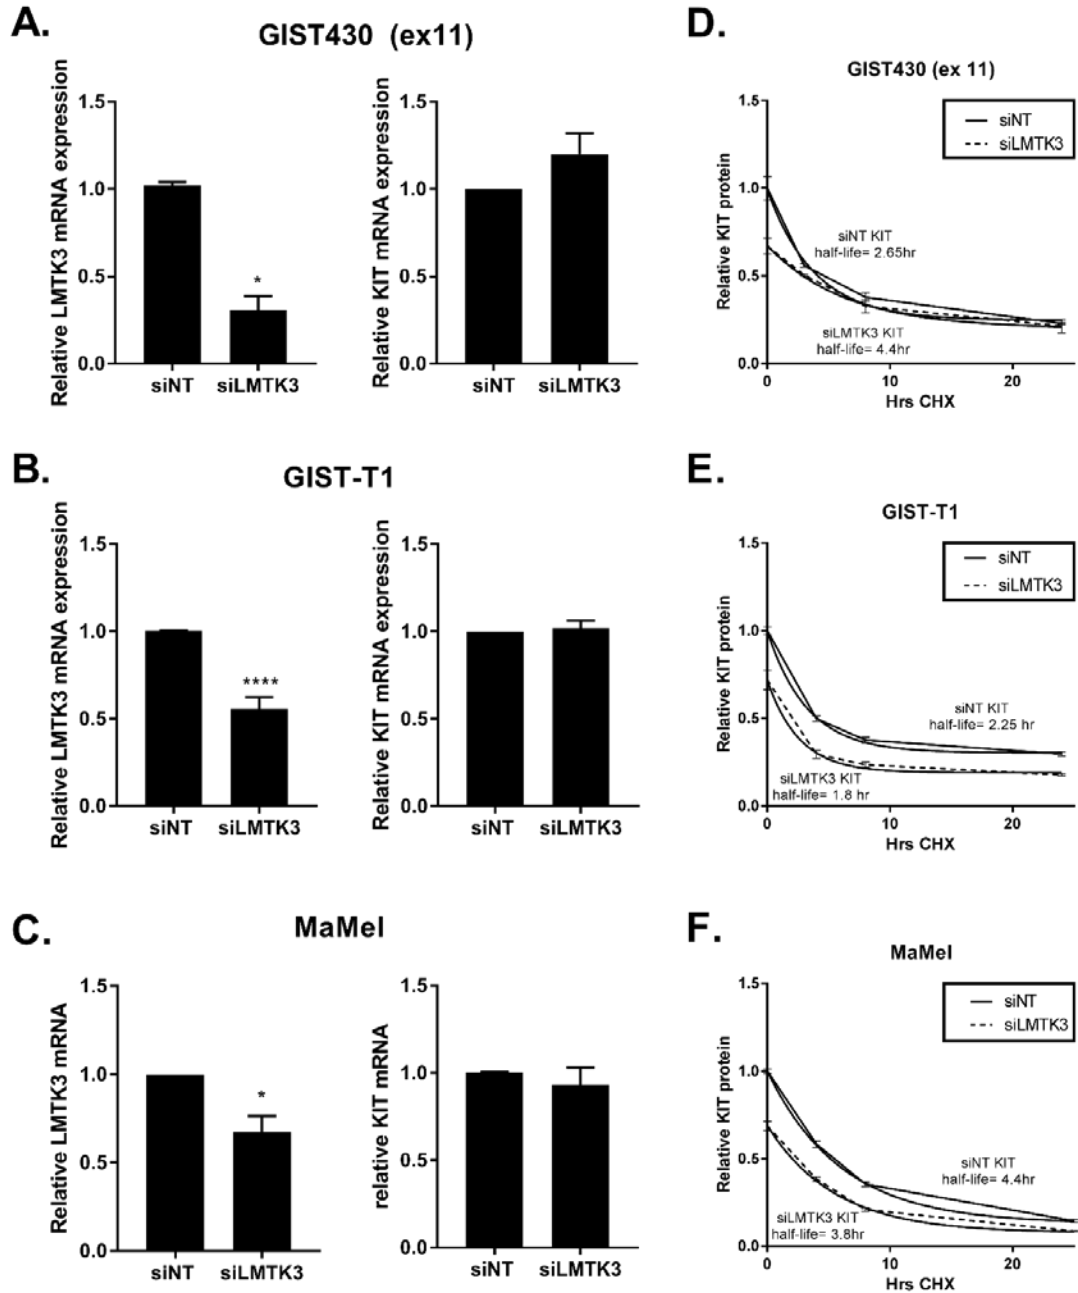 A.
GIST430 (ex11)
Relative LMTK3 mRNA expression
1.5
1.0
0.5
0.0
*
siNT
siLMTK3
Relative KIT mRNA expression
1.5
1.0
0.5
0.0
siNT
siLMTK3
D.
GIST430 (ex 11)
Relative KIT protein
1.5
1.0
0.5
0.0
siNT
siLMTK3
siNT KIT
half-life= 2.65hr
siLMTK3 KIT
half-life= 4.4hr
0
10
20
Hrs CHX
B.
GIST-T1
Relative LMTK3 mRNA expression
1.5
1.0
0.5
0.0
****
siNT
siLMTK3
Relative KIT mRNA expression
1.5
1.0
0.5
0.0
siNT
siLMTK3
E.
GIST-T1
Relative KIT protein
1.5
1.0
0.5
0.0
siNT
siLMTK3
siNT KIT
half-life= 2.25 hr
siLMTK3 KIT
half-life= 1.8 hr
0
10
20
Hrs CHX
C.
MaMel
Relative LMTK3 mRNA
1.5
1.0
0.5
0.0
*
siNT
siLMTK3
relative KIT mRNA
1.5
1.0
0.5
0.0
siNT
siLMTK3
F.
MaMel
Relative KIT protein
1.5
1.0
0.5
0.0
siNT
siLMTK3
siNT KIT
half-life= 4.4hr
siLMTK3 KIT
half-life= 3.8hr
0
10
20
Hrs CHX